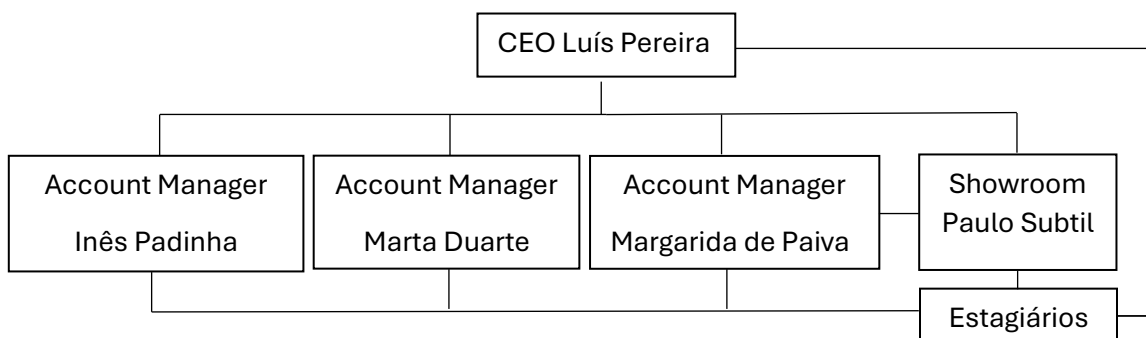 CEO Luís Pereira
Account Manager
Inês Padinha
Account Manager
Marta Duarte
Account Manager
Margarida de Paiva
Showroom
Paulo Subtil
Estagiários